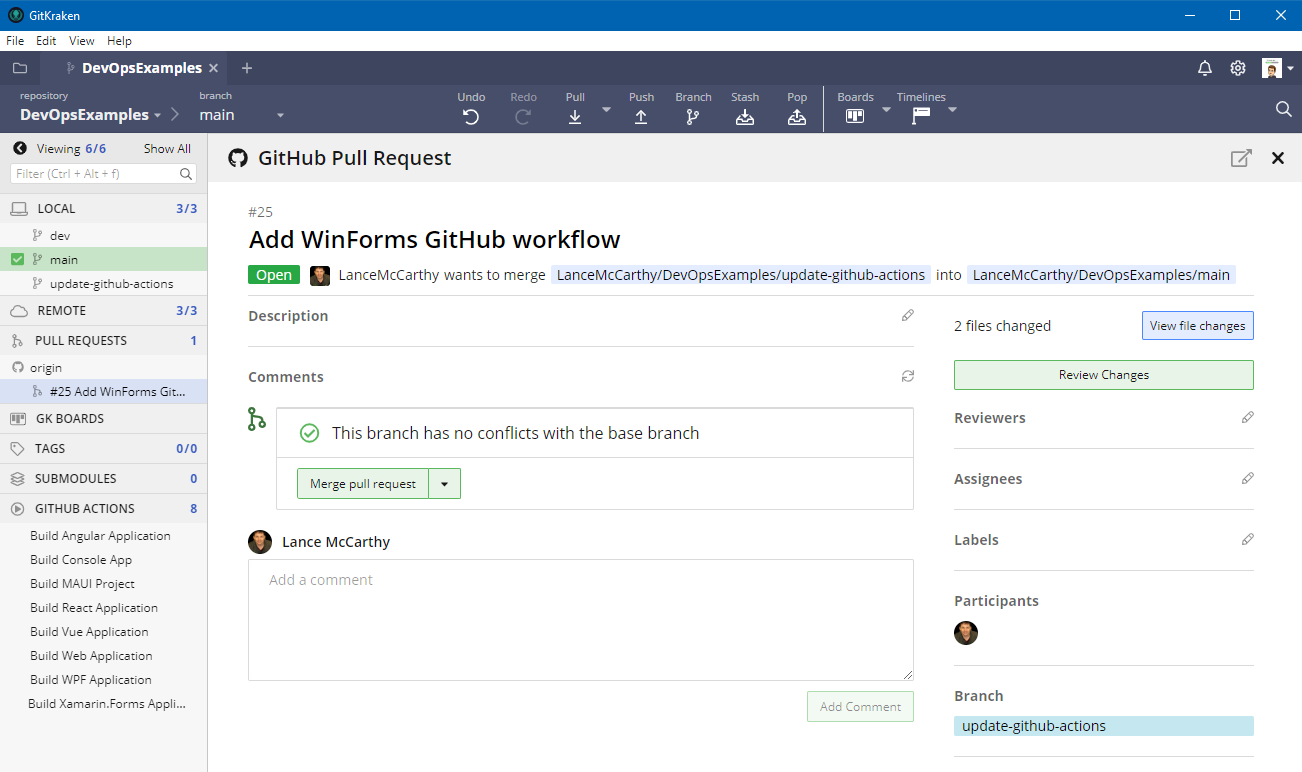 GitKraken
File Edit View Help
DevOpsExamples
repository
DevOpsExamples
branch
main
Undo
Redo
Pull
Push
Branch
Stash
Pop
Boards
Timelines
Viewing 6/6 Show All
Filter (Ctrl + Alt + f)
LOCAL 3/3
dev
main
update-github-actions
REMOTE 3/3
PULL REQUESTS 1
origin
#25 Add WinForms Git...
GK BOARDS
TAGS 0/0
SUBMODULES 0
GITHUB ACTIONS 8
Build Angular Application
Build Console App
Build MAUI Project
Build React Application
Build Vue Application
Build Web Application
Build WPF Application
Build Xamarin.Forms Appli...
GitHub Pull Request
#25
Add WinForms GitHub workflow
Open LanceMcCarthy wants to merge LanceMcCarthy/DevOpsExamples/update-github-actions into LanceMcCarthy/DevOpsExamples/main
Description
Comments
This branch has no conflicts with the base branch
Merge pull request
Lance McCarthy
Add a comment
Add Comment
2 files changed
View file changes
Review Changes
Reviewers
Assignees
Labels
Participants
Branch
update-github-actions